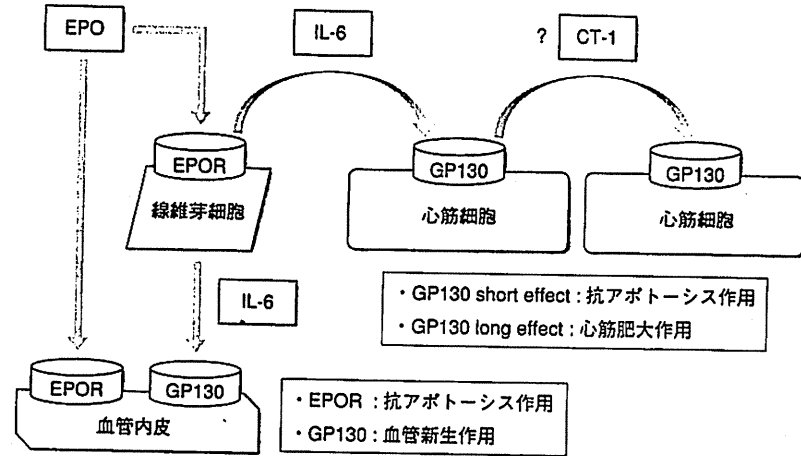 EPO
IL-6
? CT-1
EPOR
線維芽細胞
GP130
心筋細胞
GP130
心筋細胞
IL-6
・GP130 short effect : 抗アポトーシス作用
・GP130 long effect : 心筋肥大作用
EPOR
GP130
血管内皮
・EPOR : 抗アポトーシス作用
・GP130 : 血管新生作用